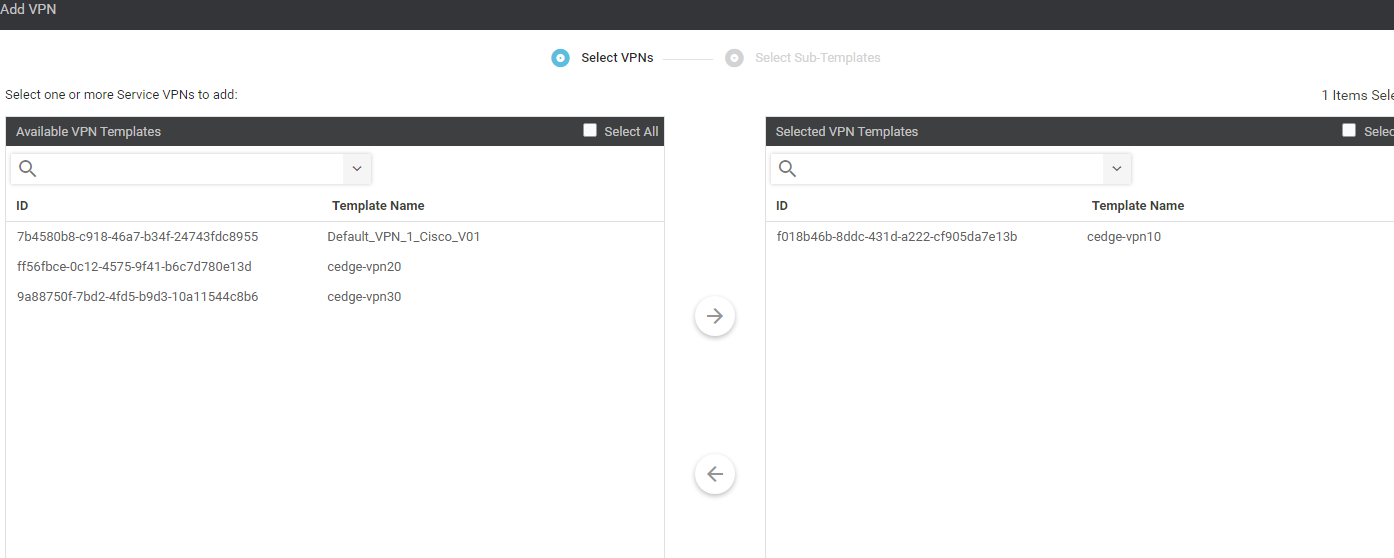 Add VPN
Select VPNs
Select Sub-Templates
Select one or more Service VPNs to add:
1 Items Sele
Available VPN Templates
Select All
Selected VPN Templates
Selec
ID Template Name
7b4580b8-c918-46a7-b34f-24743fdc8955 Default_VPN_1_Cisco_V01
ff56fbce-0c12-4575-9f41-b6c7d780e13d cedge-vpn20
9a88750f-7bd2-4fd5-b9d3-10a11544c8b6 cedge-vpn30
ID Template Name
f018b46b-8ddc-431d-a222-cf905da7e13b cedge-vpn10